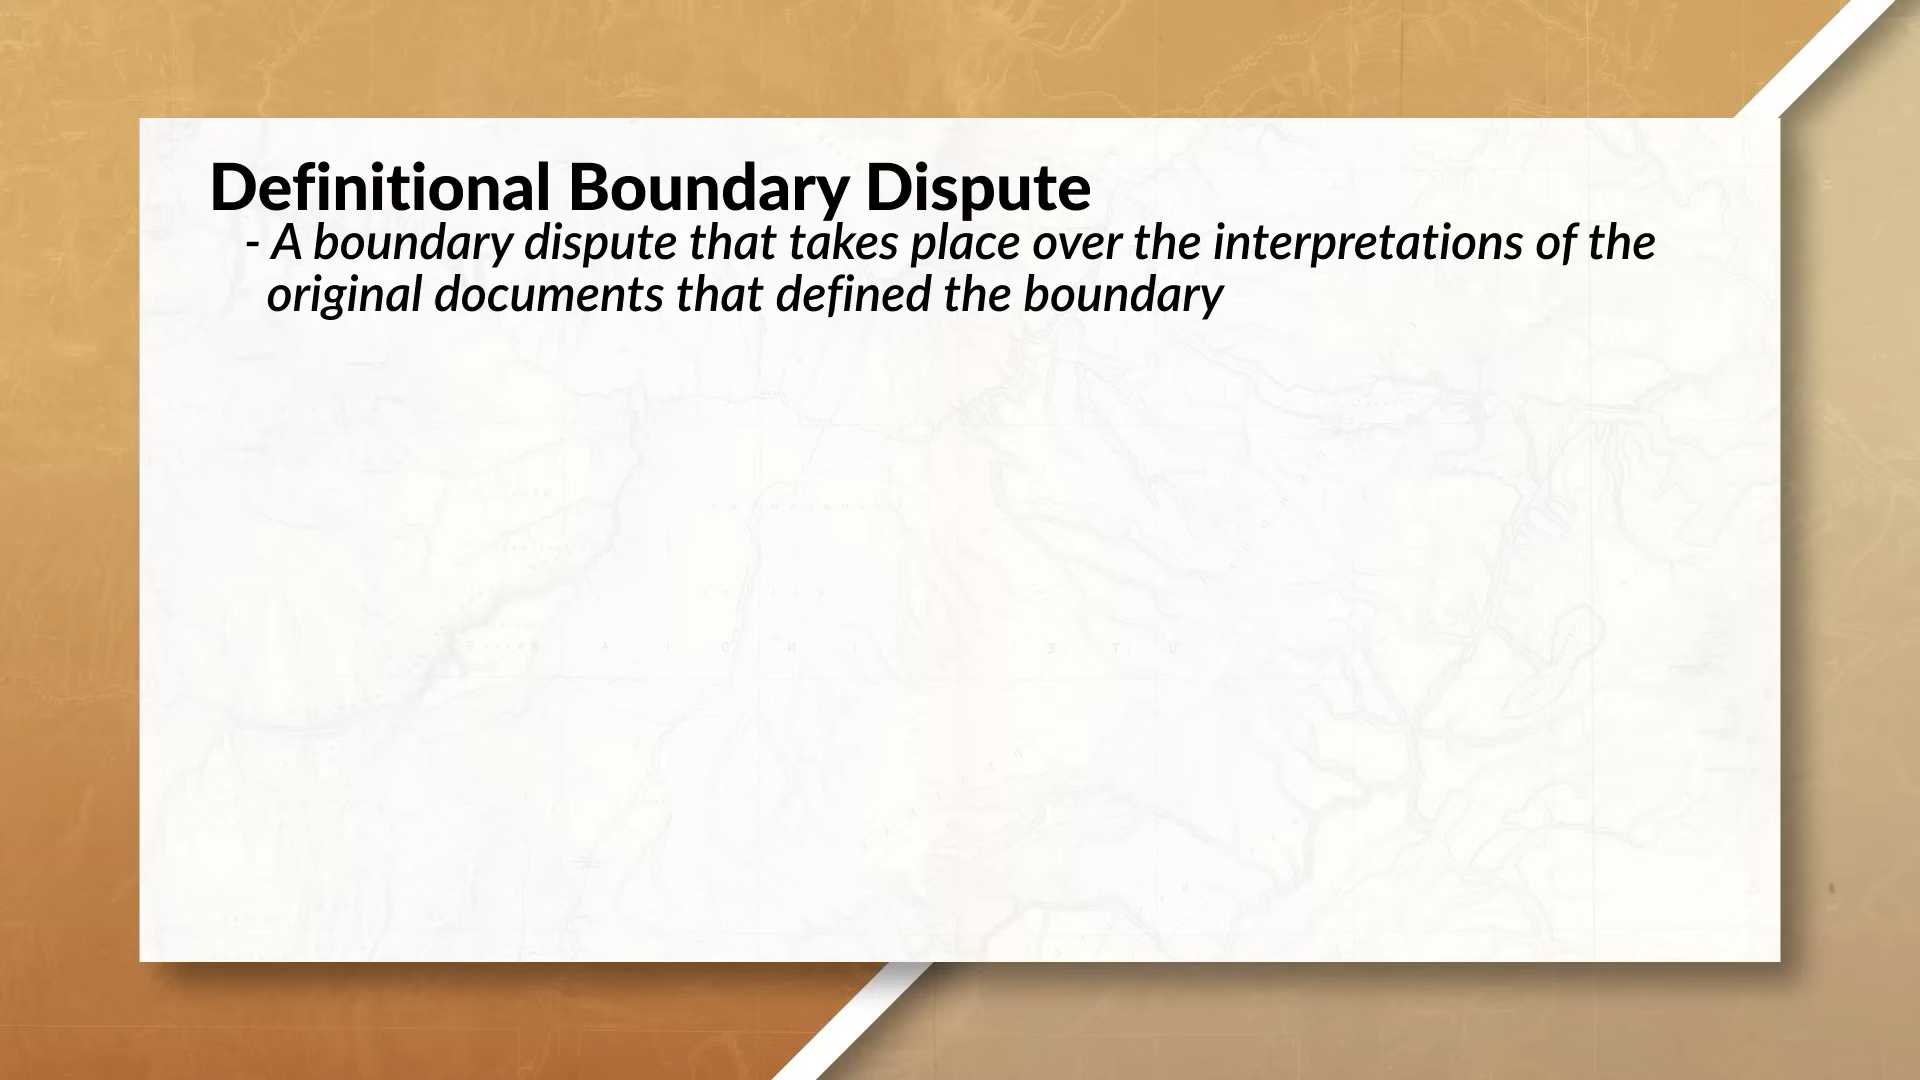 Definitional Boundary Dispute
- A boundary dispute that takes place over the interpretations of the
original documents that defined the boundary